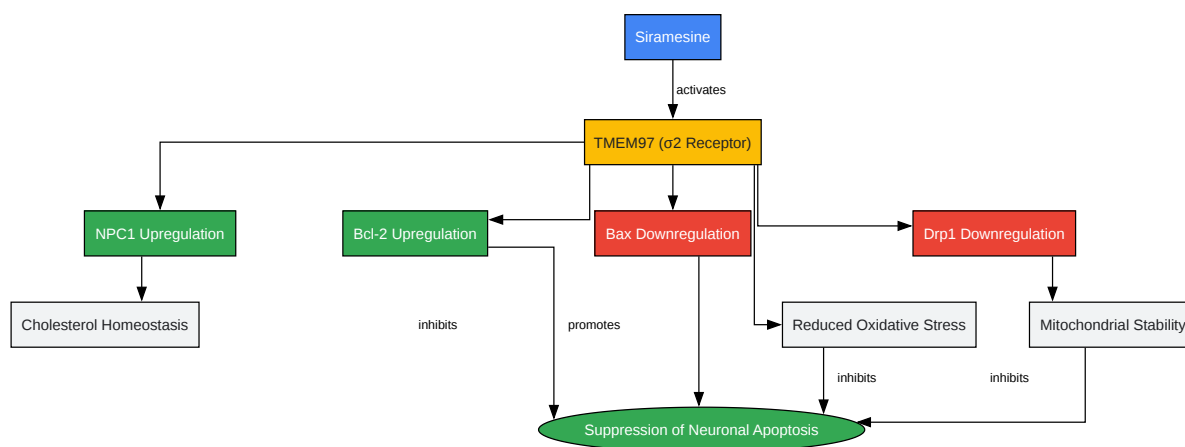 Siramesine
activates
TMEM97 (σ2 Receptor)
NPC1 Upregulation
Bcl-2 Upregulation
Bax Downregulation
Drp1 Downregulation
Cholesterol Homeostasis
inhibits
promotes
Reduced Oxidative Stress
Mitochondrial Stability
inhibits
inhibits
Suppression of Neuronal Apoptosis